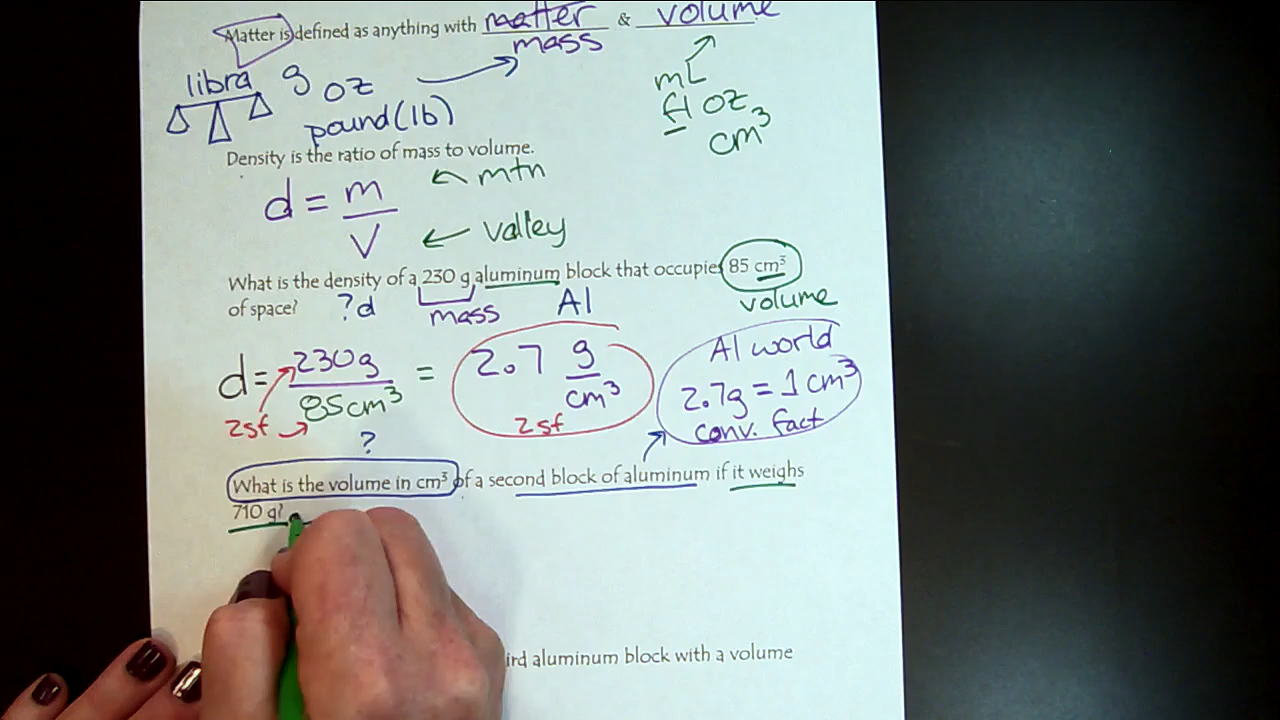 Matter is defined as anything with matter & volume
mass
libra g oz
pound (lb)
mL
fl oz
cm³
Density is the ratio of mass to volume.
d = m ← mtn
V ← valley
What is the density of a 230 g aluminum block that occupies 85 cm³
of space? ?d mass Al volume
d = 230g = 2.7 g
85cm³ cm³
2sf 2sf
Al world
2.7g = 1 cm³
conv. fact
?
What is the volume in cm³ of a second block of aluminum if it weighs
710 g?
aluminum block with a volume